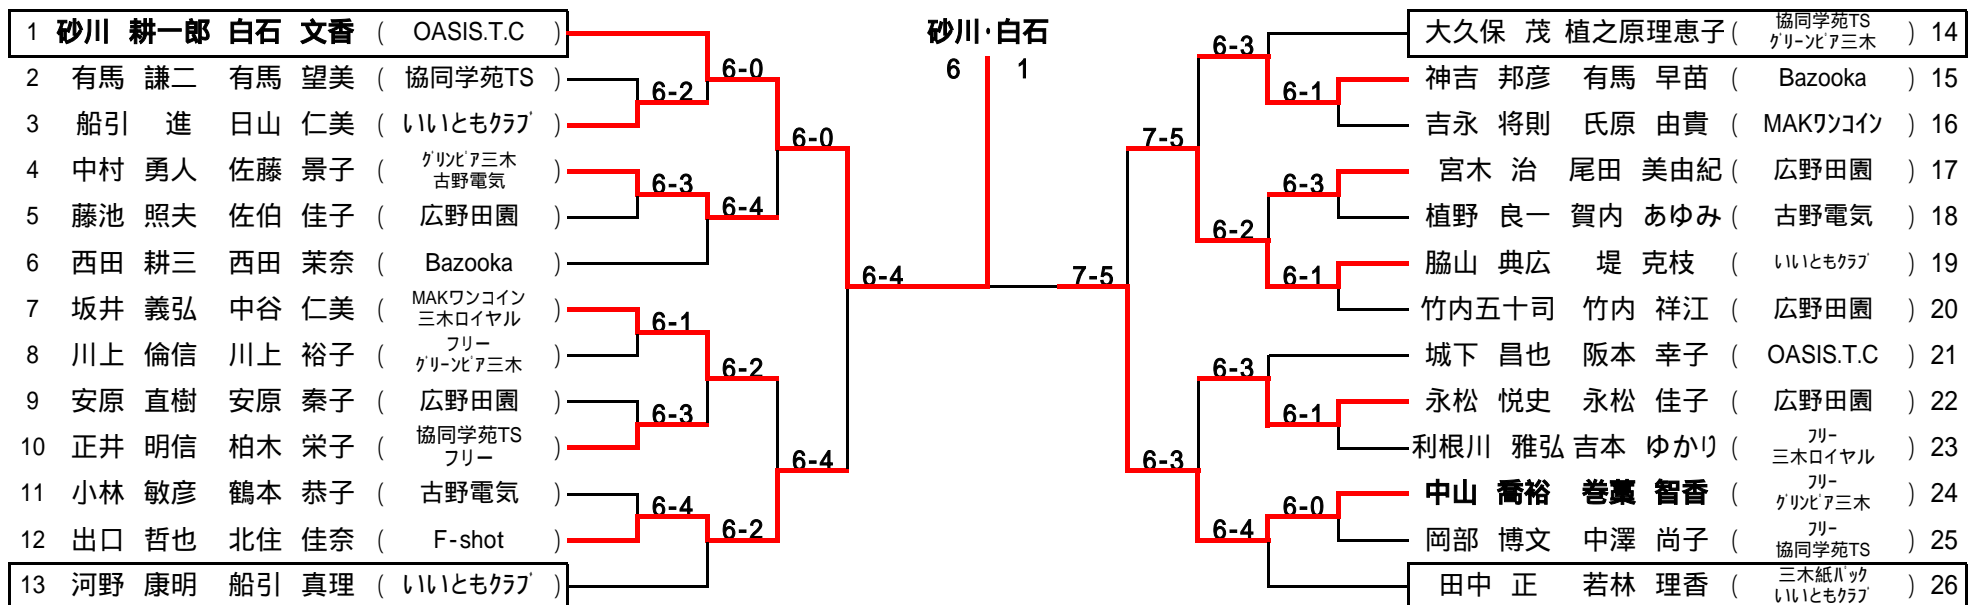 1 砂川 耕一郎 白石 文香 ( OASIS.T.C )
2 有馬 謙二 有馬 望美 ( 協同学苑TS )
3 船引 進 日山 仁美 ( いいともクラブ )
4 中村 勇人 佐藤 景子 ( グリンピア三木 古野電気 )
5 藤池 照夫 佐伯 佳子 ( 広野田園 )
6 西田 耕三 西田 茉奈 ( Bazooka )
7 坂井 義弘 中谷 仁美 ( MAKワンコイン 三木ロイヤル )
8 川上 倫信 川上 裕子 ( フリー グリーンピア三木 )
9 安原 直樹 安原 秦子 ( 広野田園 )
10 正井 明信 柏木 栄子 ( 協同学苑TS フリー )
11 小林 敏彦 鶴本 恭子 ( 古野電気 )
12 出口 哲也 北住 佳奈 ( F-shot )
13 河野 康明 船引 真理 ( いいともクラブ )
6-2
6-3
6-1
6-3
6-4
6-0
6-4
6-2
6-2
6-0
6-4
6-4
砂川・白石
6 1
7-5
7-5
6-3
6-3
6-2
6-3
6-4
6-1
6-3
6-1
6-1
6-0
大久保 茂 植之原理恵子 ( 協同学苑TS グリーンピア三木 ) 14
神吉 邦彦 有馬 早苗 ( Bazooka ) 15
吉永 将則 氏原 由貴 ( MAKワンコイン ) 16
宮木 治 尾田 美由紀 ( 広野田園 ) 17
植野 良一 賀内 あゆみ ( 古野電気 ) 18
脇山 典広 堤 克枝 ( いいともクラブ ) 19
竹内五十司 竹内 祥江 ( 広野田園 ) 20
城下 昌也 阪本 幸子 ( OASIS.T.C ) 21
永松 悦史 永松 佳子 ( 広野田園 ) 22
利根川 雅弘 吉本 ゆかり ( フリー 三木ロイヤル ) 23
中山 喬裕 巻藁 智香 ( フリー グリンピア三木 ) 24
岡部 博文 中澤 尚子 ( フリー 協同学苑TS ) 25
田中 正 若林 理香 ( 三木紙パック いいともクラブ ) 26